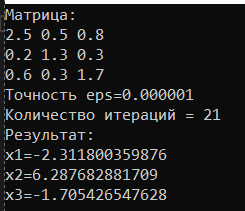 Матрица:
2.5 0.5 0.8
0.2 1.3 0.3
0.6 0.3 1.7
Точность eps=0.000001
Количество итераций = 21
Результат:
x1=-2.311800359876
x2=6.287682881709
x3=-1.705426547628